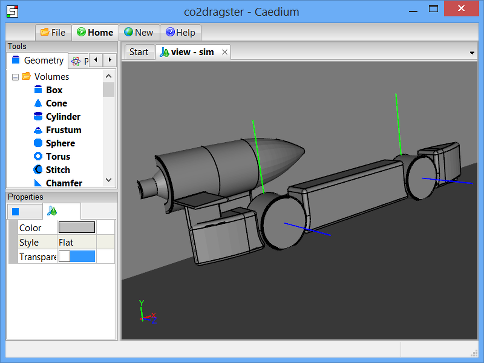 co2dragster - Caedium
File
Home
New
Help
Tools
Geometry
Start
view - sim
Volumes
Box
Cone
Cylinder
Frustum
Sphere
Torus
Stitch
Chamfer
Properties
Color
Style Flat
Transpare
Y